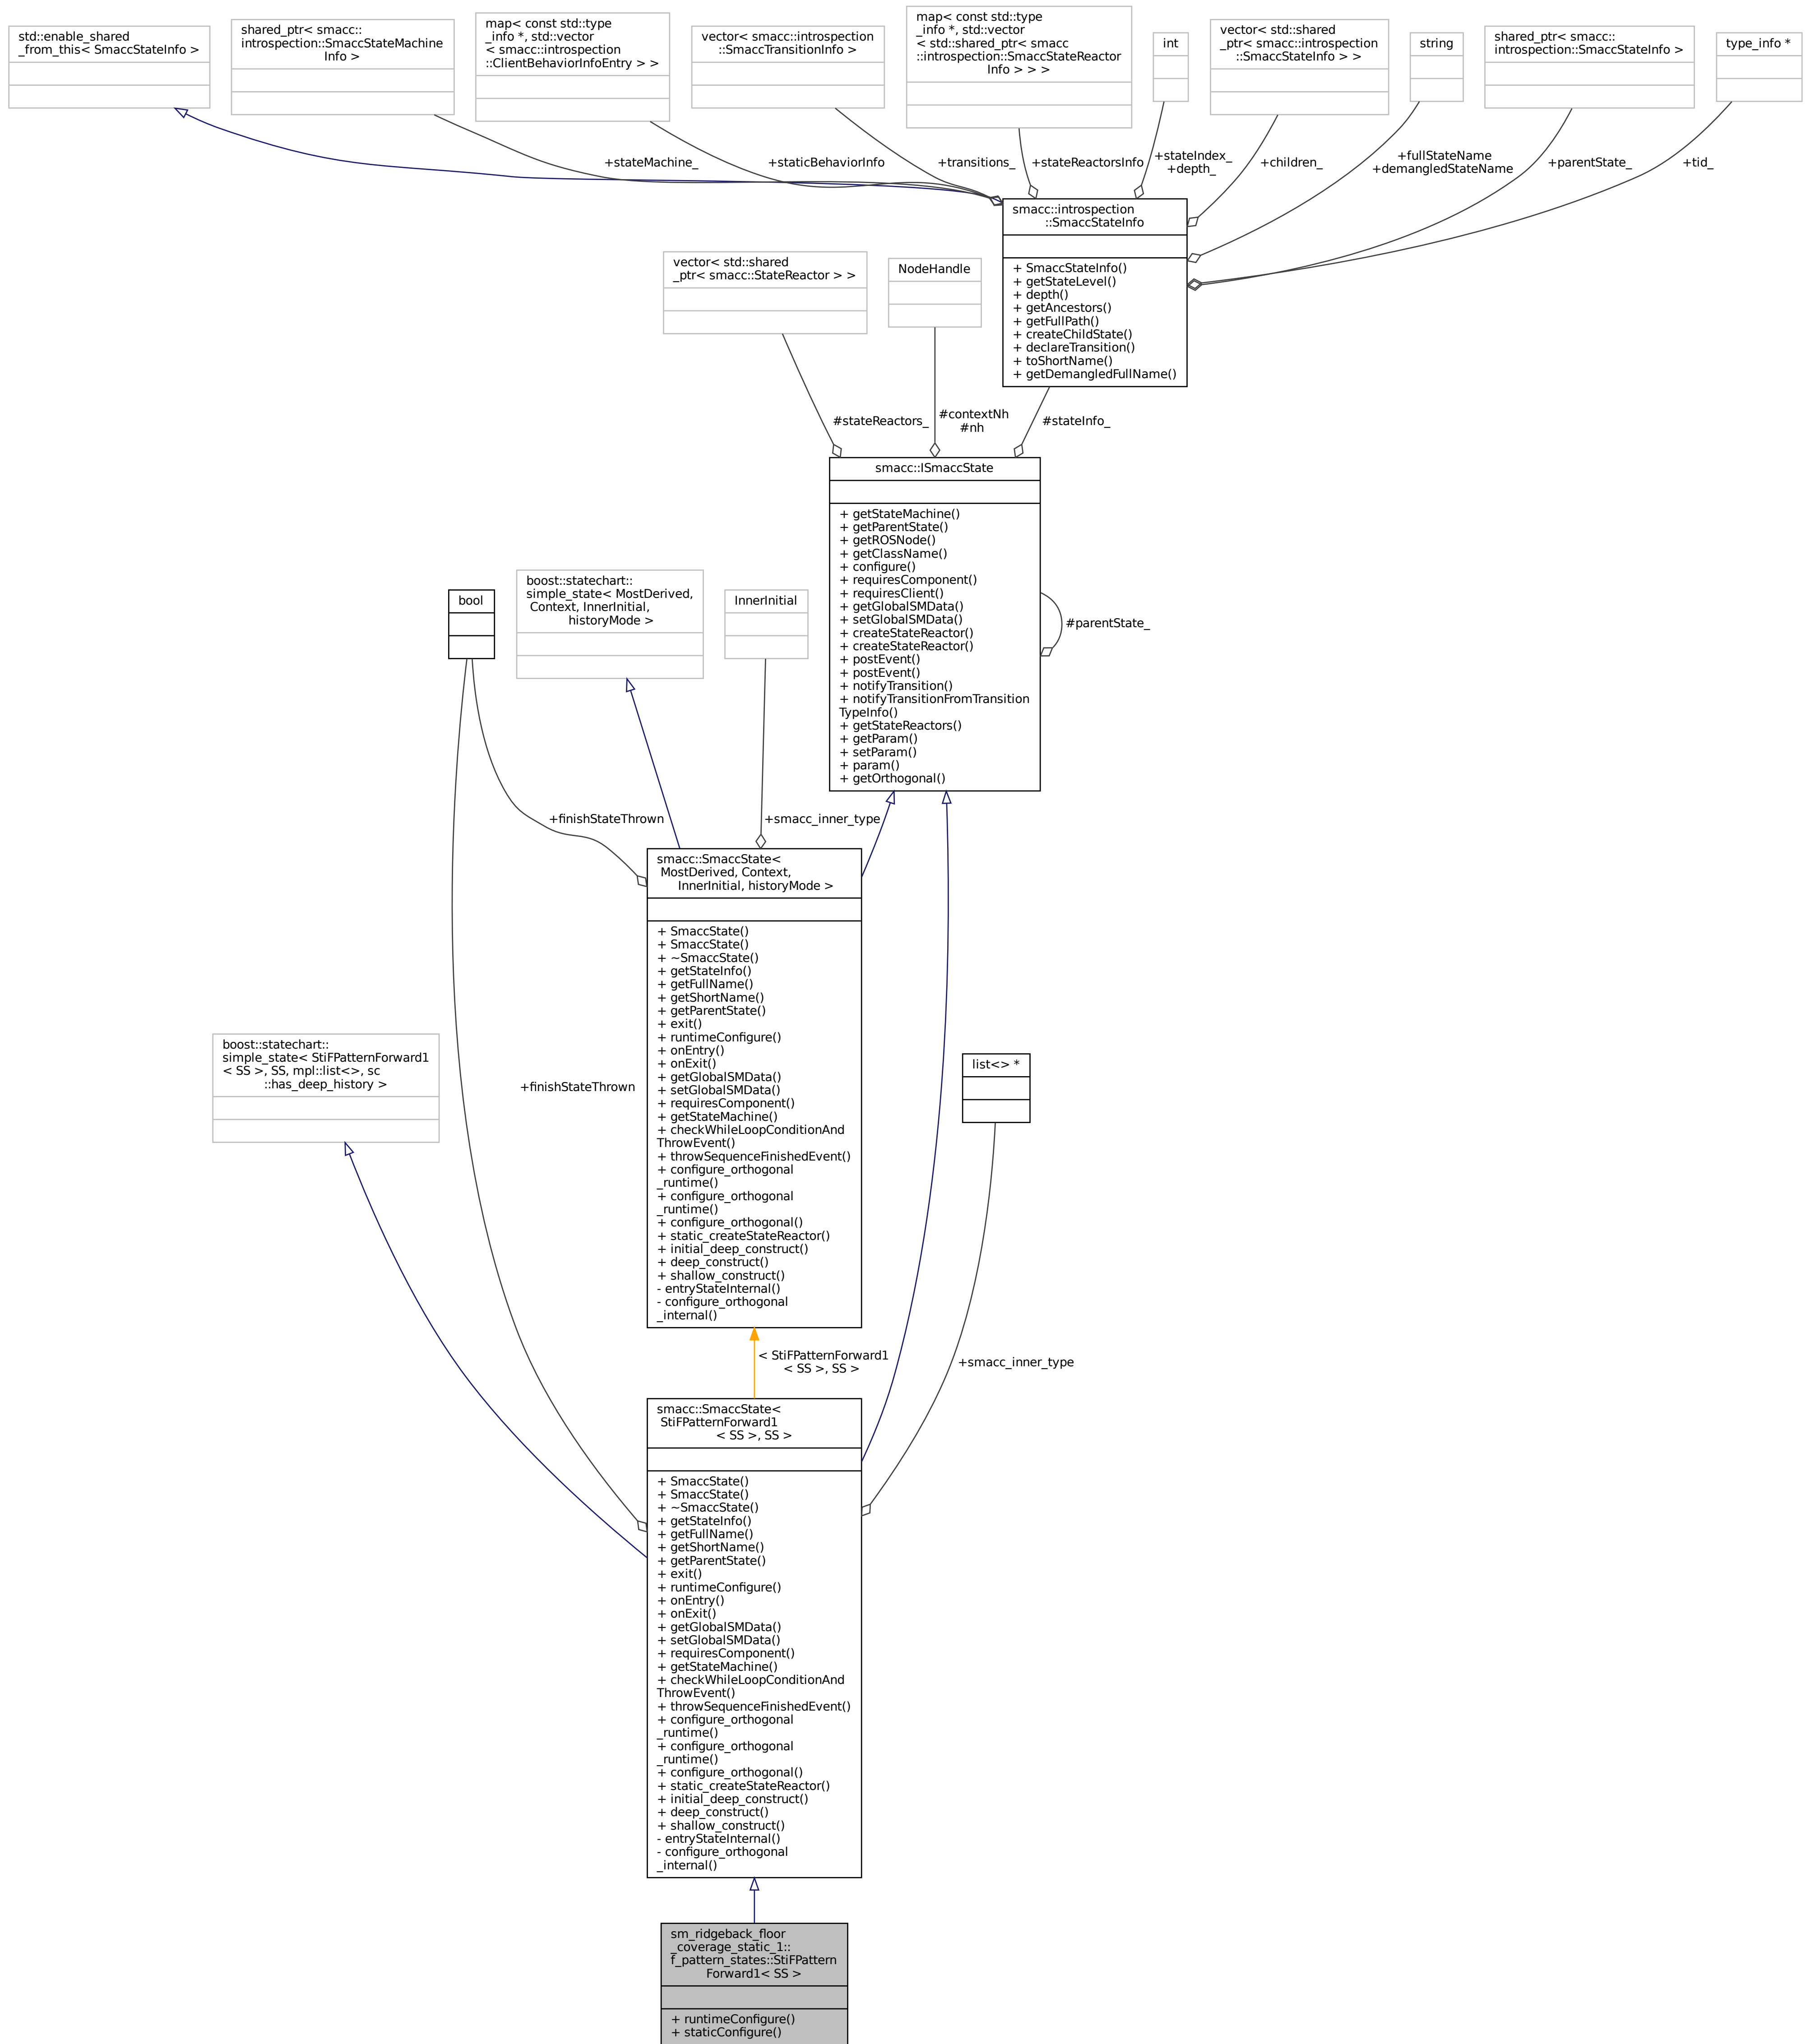 std::enable_shared
_from_this< SmaccStateInfo >
shared_ptr< smacc::
introspection::SmaccStateMachine
Info >
map< const std::type
_info *, std::vector
< smacc::introspection
::ClientBehaviorInfoEntry > >
vector< smacc::introspection
::SmaccTransitionInfo >
map< const std::type
_info *, std::vector
< std::shared_ptr< smacc
::introspection::SmaccStateReactor
Info > > >
int
vector< std::shared
_ptr< smacc::introspection
::SmaccStateInfo > >
string
shared_ptr< smacc::
introspection::SmaccStateInfo >
type_info *
+stateMachine_
+staticBehaviorInfo
+transitions_
+stateReactorsInfo
+stateIndex_
+depth_
+children_
+fullStateName
+demangledStateName
+parentState_
+tid_
smacc::introspection
::SmaccStateInfo
+ SmaccStateInfo()
+ getStateLevel()
+ depth()
+ getAncestors()
+ getFullPath()
+ createChildState()
+ declareTransition()
+ toShortName()
+ getDemangledFullName()
vector< std::shared
_ptr< smacc::StateReactor > >
NodeHandle
#stateReactors_
#contextNh
#nh
#stateInfo_
smacc::ISmaccState
+ getStateMachine()
+ getParentState()
+ getROSNode()
+ getClassName()
+ configure()
+ requiresComponent()
+ requiresClient()
+ getGlobalSMData()
+ setGlobalSMData()
+ createStateReactor()
+ createStateReactor()
+ postEvent()
+ postEvent()
+ notifyTransition()
+ notifyTransitionFromTransition
TypeInfo()
+ getStateReactors()
+ getParam()
+ setParam()
+ param()
+ getOrthogonal()
#parentState_
bool
boost::statechart::
simple_state< MostDerived,
Context, InnerInitial,
historyMode >
InnerInitial
+finishStateThrown
+smacc_inner_type
smacc::SmaccState<
MostDerived, Context,
InnerInitial, historyMode >
+ SmaccState()
+ SmaccState()
+ ~SmaccState()
+ getStateInfo()
+ getFullName()
+ getShortName()
+ getParentState()
+ exit()
+ runtimeConfigure()
+ onEntry()
+ onExit()
+ getGlobalSMData()
+ setGlobalSMData()
+ requiresComponent()
+ getStateMachine()
+ checkWhileLoopConditionAnd
ThrowEvent()
+ throwSequenceFinishedEvent()
+ configure_orthogonal
_runtime()
+ configure_orthogonal
_runtime()
+ configure_orthogonal()
+ static_createStateReactor()
+ initial_deep_construct()
+ deep_construct()
+ shallow_construct()
- entryStateInternal()
- configure_orthogonal
_internal()
boost::statechart::
simple_state< StiFPatternForward1
< SS >, SS, mpl::list<>, sc
::has_deep_history >
+finishStateThrown
list<> *
< StiFPatternForward1
< SS >, SS >
+smacc_inner_type
smacc::SmaccState<
StiFPatternForward1
< SS >, SS >
+ SmaccState()
+ SmaccState()
+ ~SmaccState()
+ getStateInfo()
+ getFullName()
+ getShortName()
+ getParentState()
+ exit()
+ runtimeConfigure()
+ onEntry()
+ onExit()
+ getGlobalSMData()
+ setGlobalSMData()
+ requiresComponent()
+ getStateMachine()
+ checkWhileLoopConditionAnd
ThrowEvent()
+ throwSequenceFinishedEvent()
+ configure_orthogonal
_runtime()
+ configure_orthogonal
_runtime()
+ configure_orthogonal()
+ static_createStateReactor()
+ initial_deep_construct()
+ deep_construct()
+ shallow_construct()
- entryStateInternal()
- configure_orthogonal
_internal()
sm_ridgeback_floor
_coverage_static_1::
f_pattern_states::StiFPattern
Forward1< SS >
+ runtimeConfigure()
+ staticConfigure()